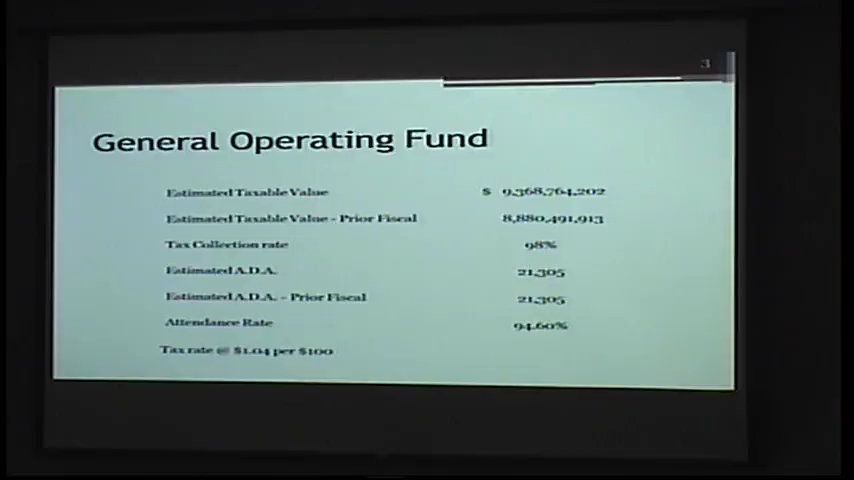 3
General Operating Fund
Estimated Taxable Value $ 9,368,764,202
Estimated Taxable Value - Prior Fiscal 8,880,491,913
Tax Collection rate 98%
Estimated A.D.A. 21,305
Estimated A.D.A. - Prior Fiscal 21,305
Attendance Rate 94.60%
Tax rate @ $1.04 per $100